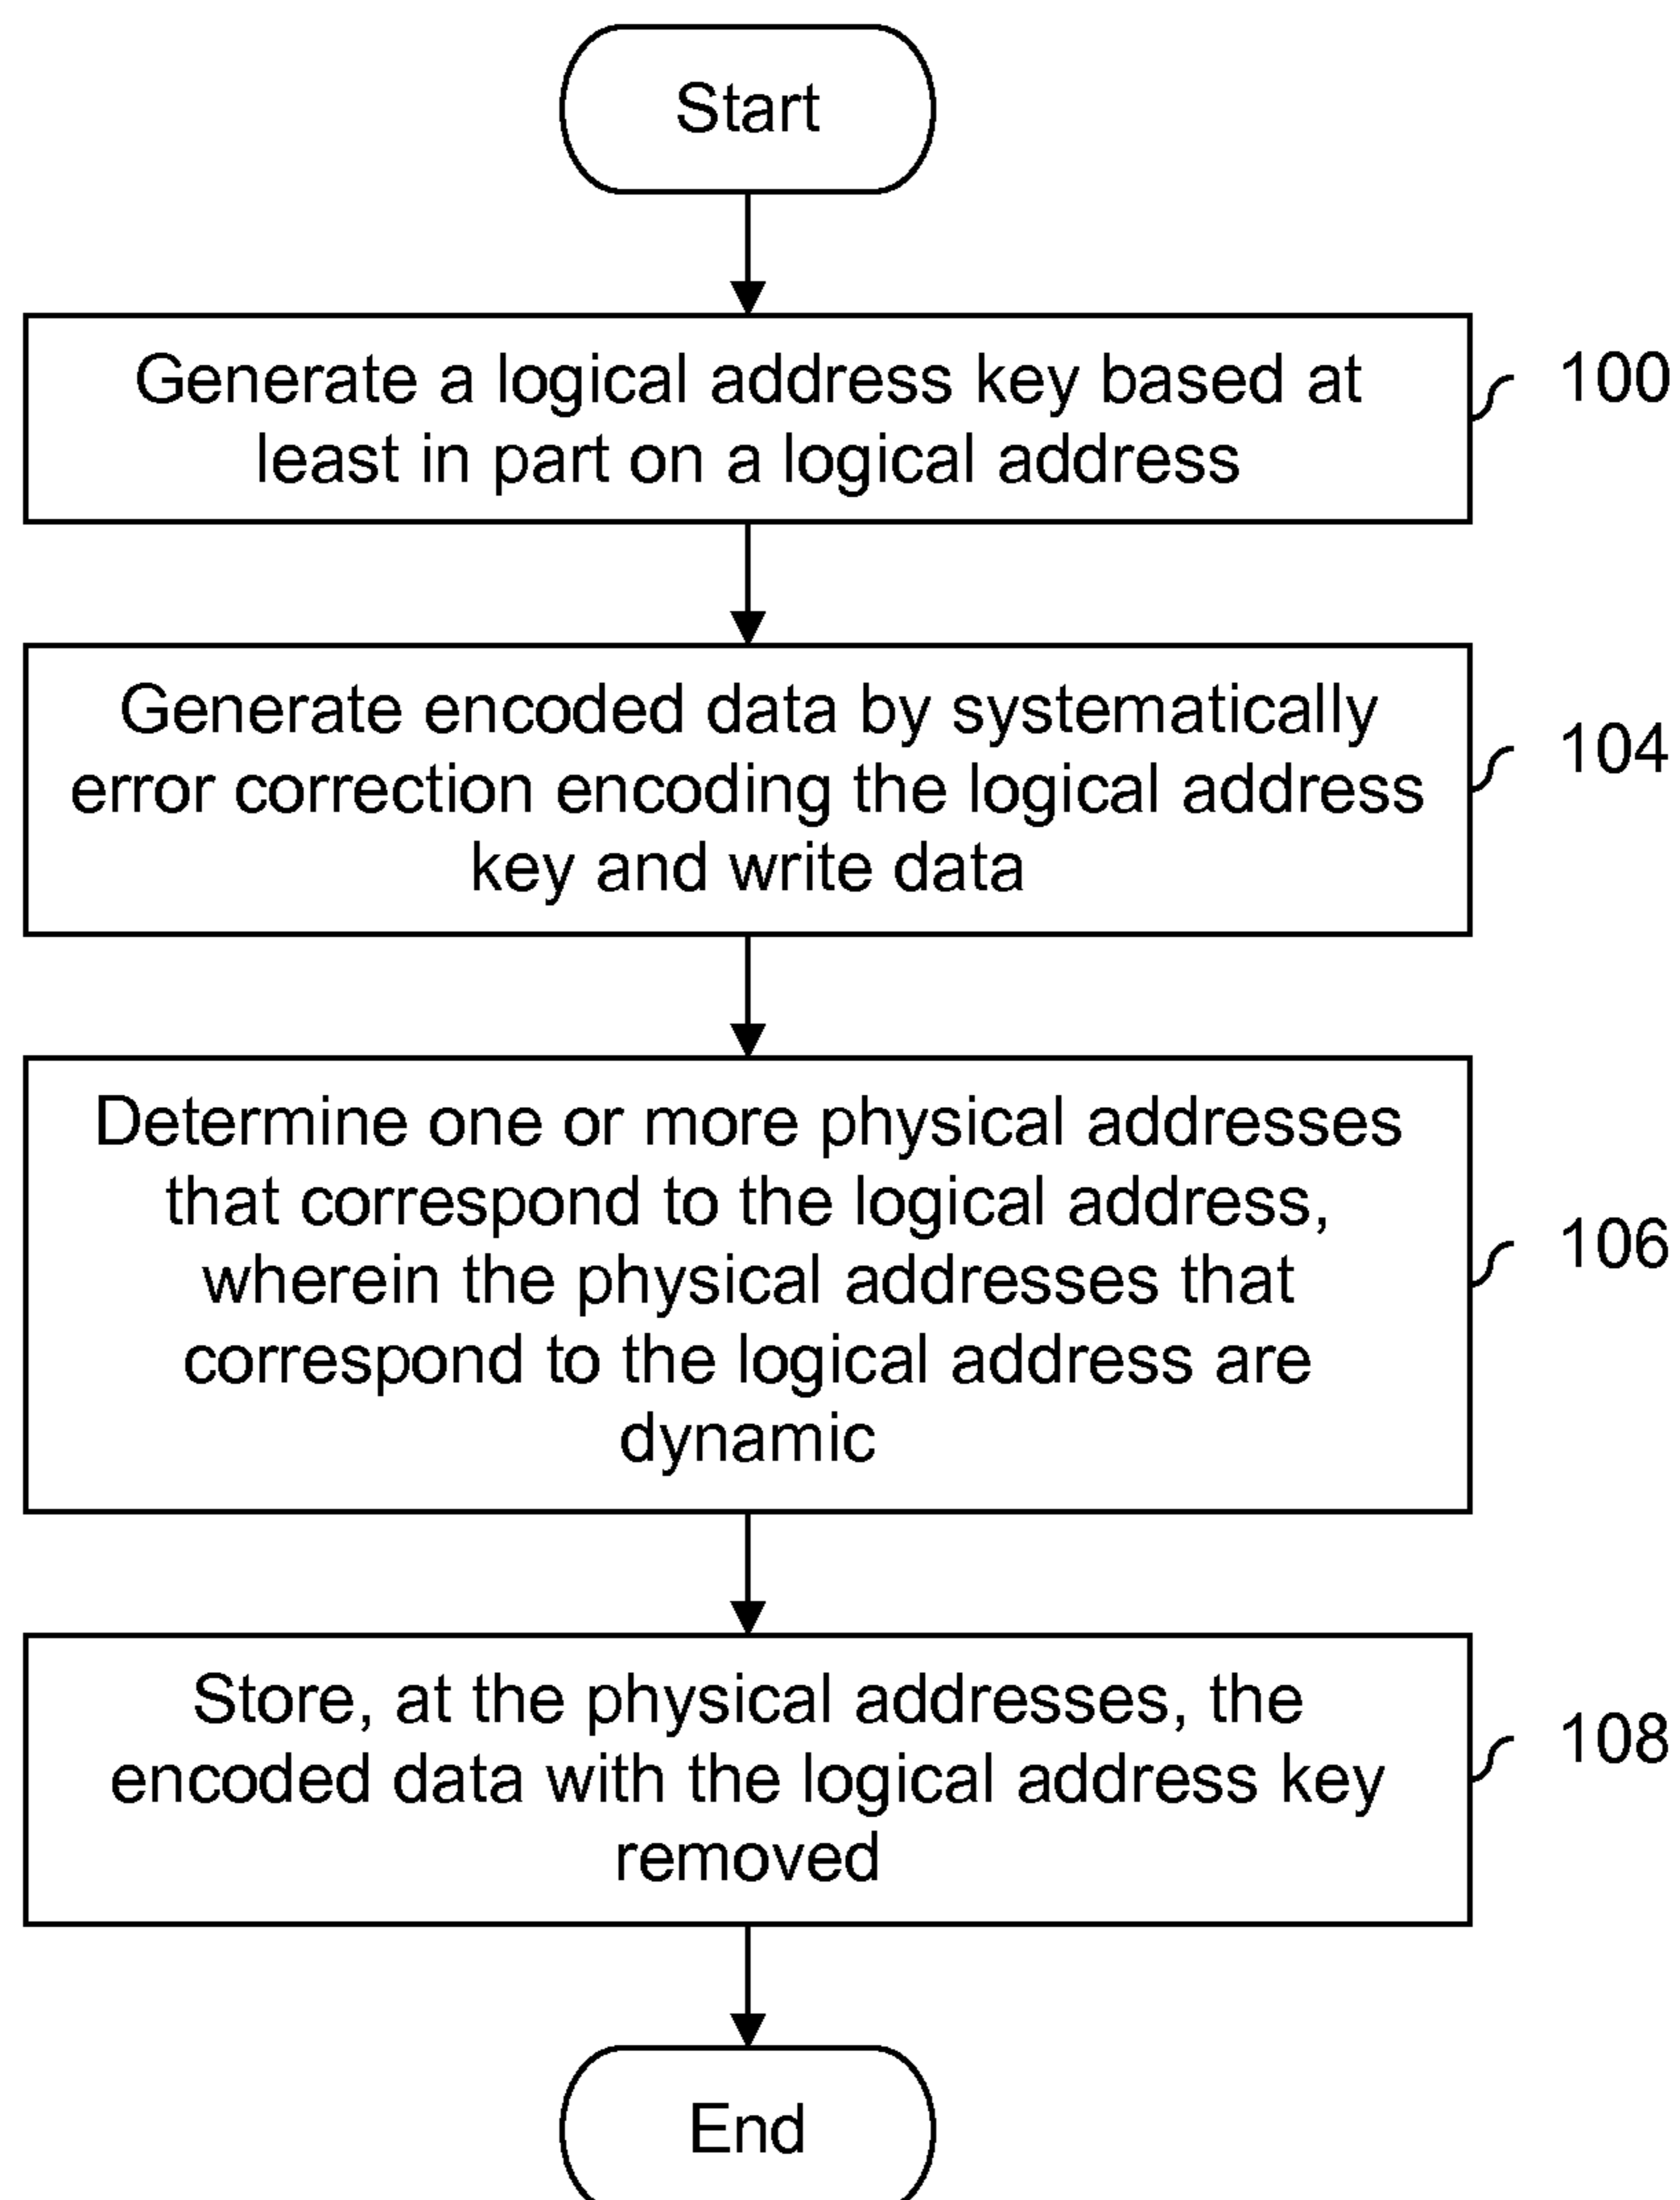 Start
Generate a logical address key based at
least in part on a logical address
100
Generate encoded data by systematically
error correction encoding the logical address
key and write data
104
Determine one or more physical addresses
that correspond to the logical address,
wherein the physical addresses that
correspond to the logical address are
dynamic
106
Store, at the physical addresses, the
encoded data with the logical address key
removed
108
End